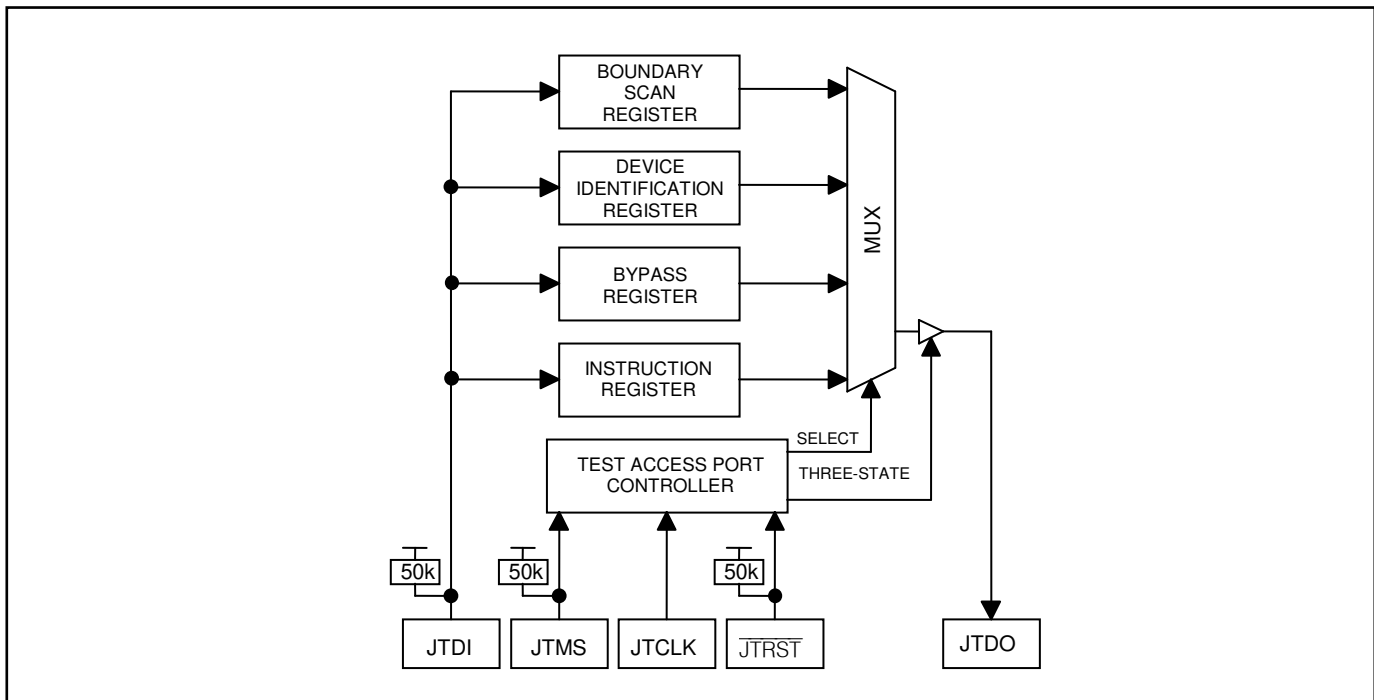 BOUNDARY
SCAN
REGISTER
DEVICE
IDENTIFICATION
REGISTER
BYPASS
REGISTER
INSTRUCTION
REGISTER
MUX
SELECT
THREE-STATE
TEST ACCESS PORT
CONTROLLER
50k
50k
50k
JTDI
JTMS
JTCLK
JTRST
JTDO